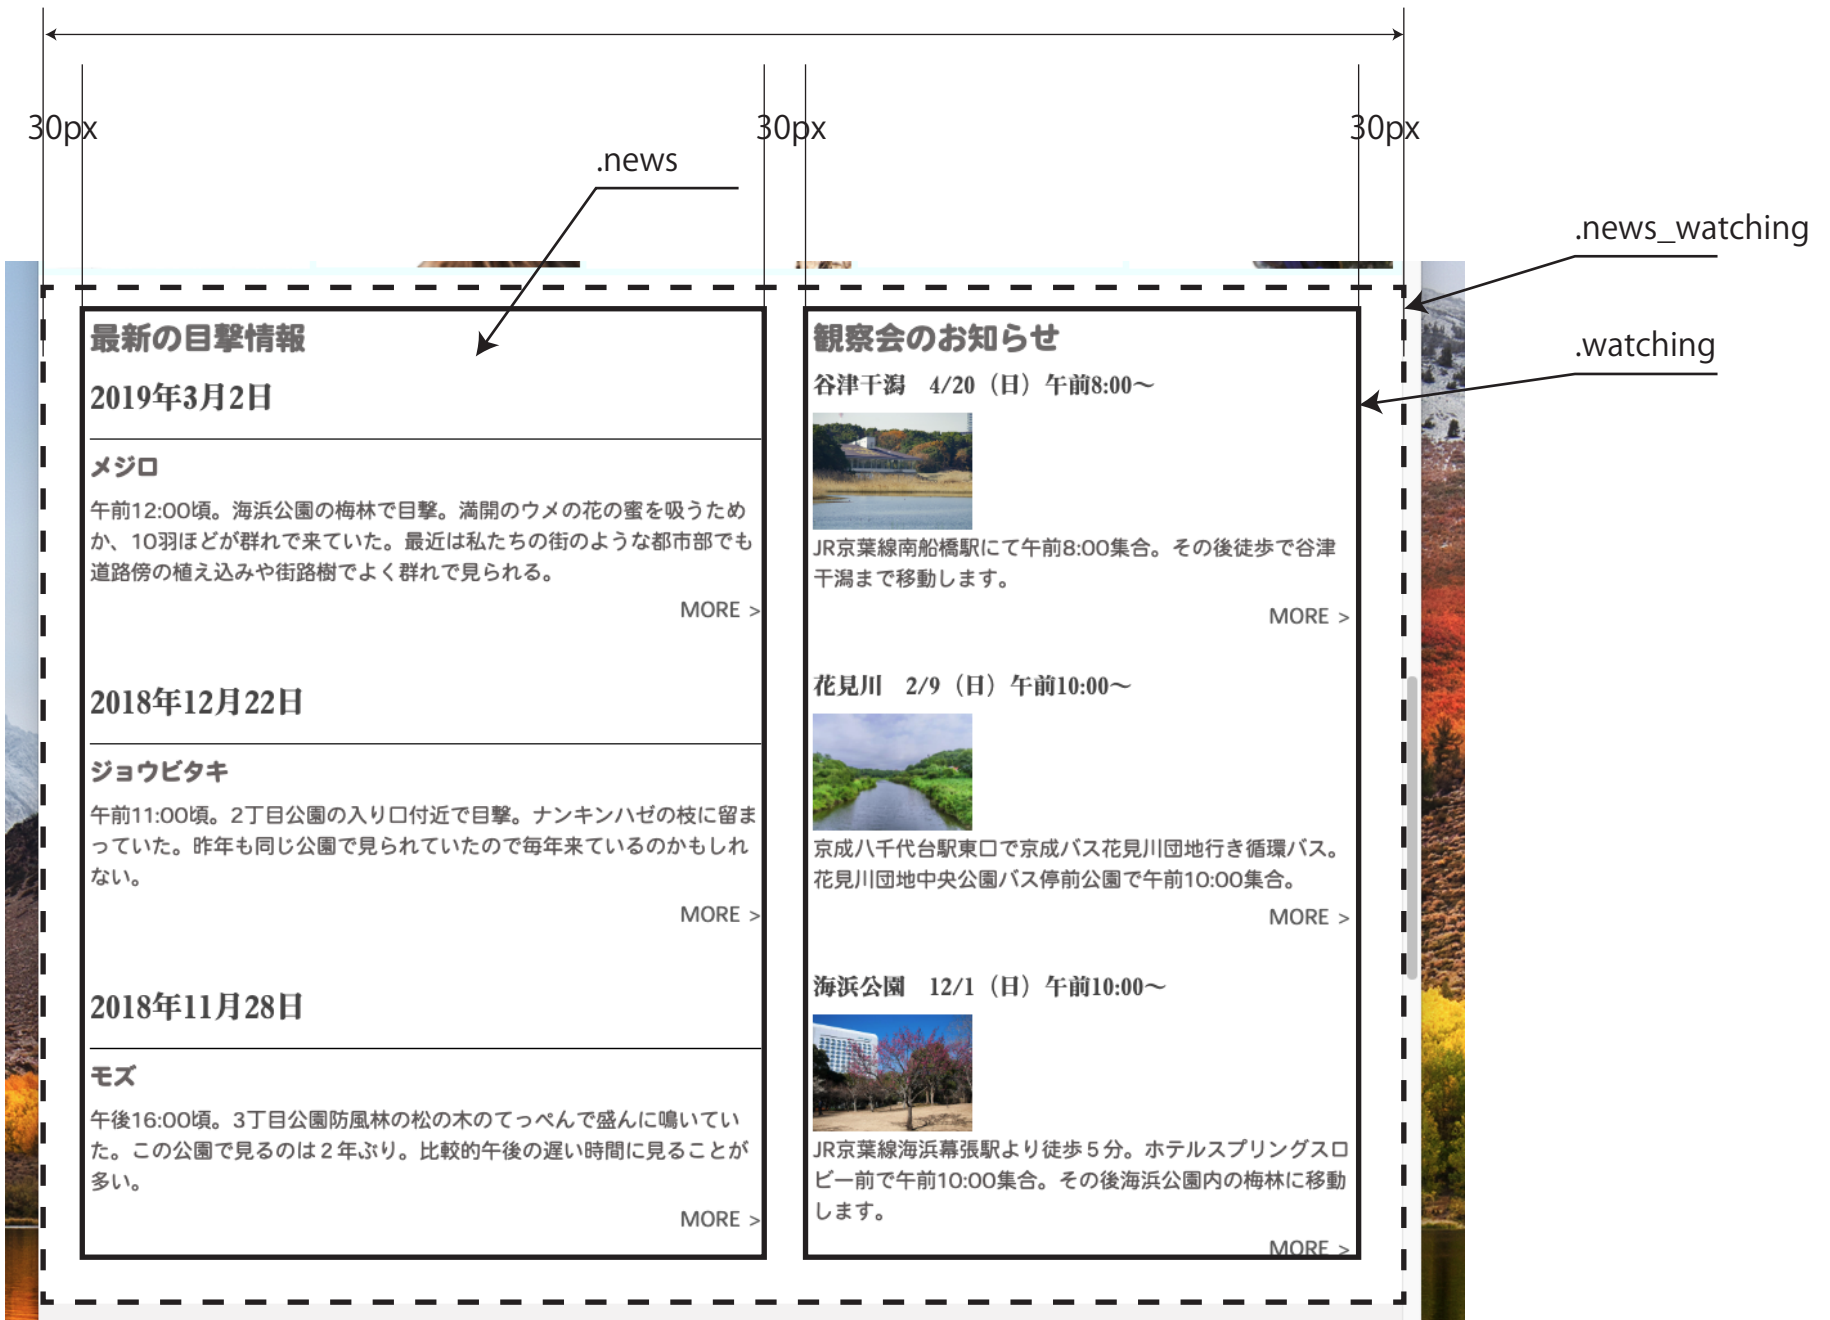 30px
30px
30px
.news
.news_watching
.watching
最新の目撃情報
2019年3月2日
メジロ
午前12:00頃。海浜公園の梅林で目撃。満開のウメの花の蜜を吸うため
か、10羽ほどが群れで来ていた。最近は私たちの街のような都市部でも
道路傍の植え込みや街路樹でよく群れで見られる。
MORE >
2018年12月22日
ジョウビタキ
午前11:00頃。2丁目公園の入り口付近で目撃。ナンキンハゼの枝に留ま
っていた。昨年も同じ公園で見られていたので毎年来ているのかもしれ
ない。
MORE >
2018年11月28日
モズ
午後16:00頃。3丁目公園防風林の松の木のてっぺんで盛んに鳴いてい
た。この公園で見るのは２年ぶり。比較的午後の遅い時間に見ることが
多い。
MORE >
観察会のお知らせ
谷津干潟　4/20（日）午前8:00〜
JR京葉線南船橋駅にて午前8:00集合。その後徒歩で谷津
干潟まで移動します。
MORE >
花見川　2/9（日）午前10:00〜
京成八千代台駅東口で京成バス花見川団地行き循環バス。
花見川団地中央公園バス停前公園で午前10:00集合。
MORE >
海浜公園　12/1（日）午前10:00〜
JR京葉線海浜幕張駅より徒歩５分。ホテルスプリングスロ
ビー前で午前10:00集合。その後海浜公園内の梅林に移動
します。
MORE >